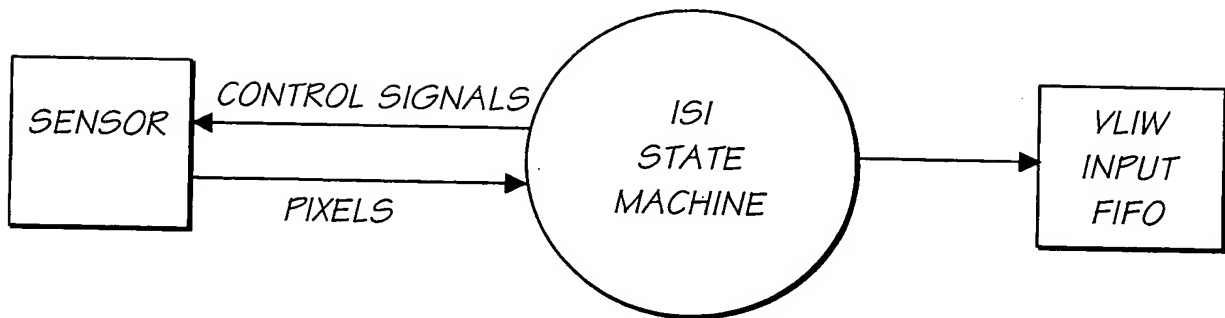 SENSOR
CONTROL SIGNALS
PIXELS
ISI
STATE
MACHINE
VLIW
INPUT
FIFO